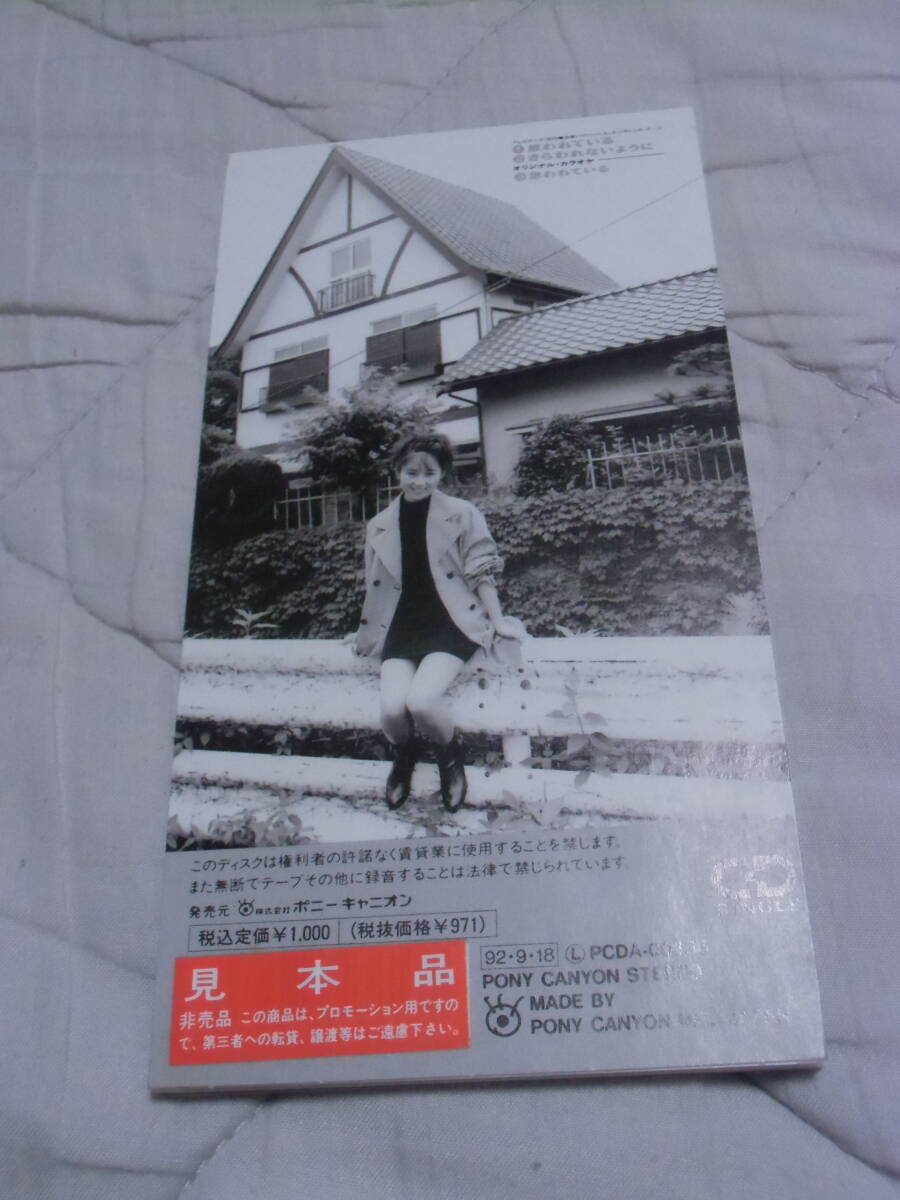 ①思われている
②きらわれないように
オリジナル・カラオケ
③思われている
このディスクは権利者の許諾なく賃貸業に使用することを禁じます。
また無断でテープその他に録音することは法律で禁じられています。
発売元: 株式会社 ポニーキャニオン
税込定価¥1,000 (税抜価格¥971)
見本品
非売品 この商品は、プロモーション用ですの
で、第三者への転貸、譲渡等はご遠慮下さい。
SINGLE
92・9・18 Ⓛ PCDA-
PONY CANYON
MADE BY
PONY CANYON